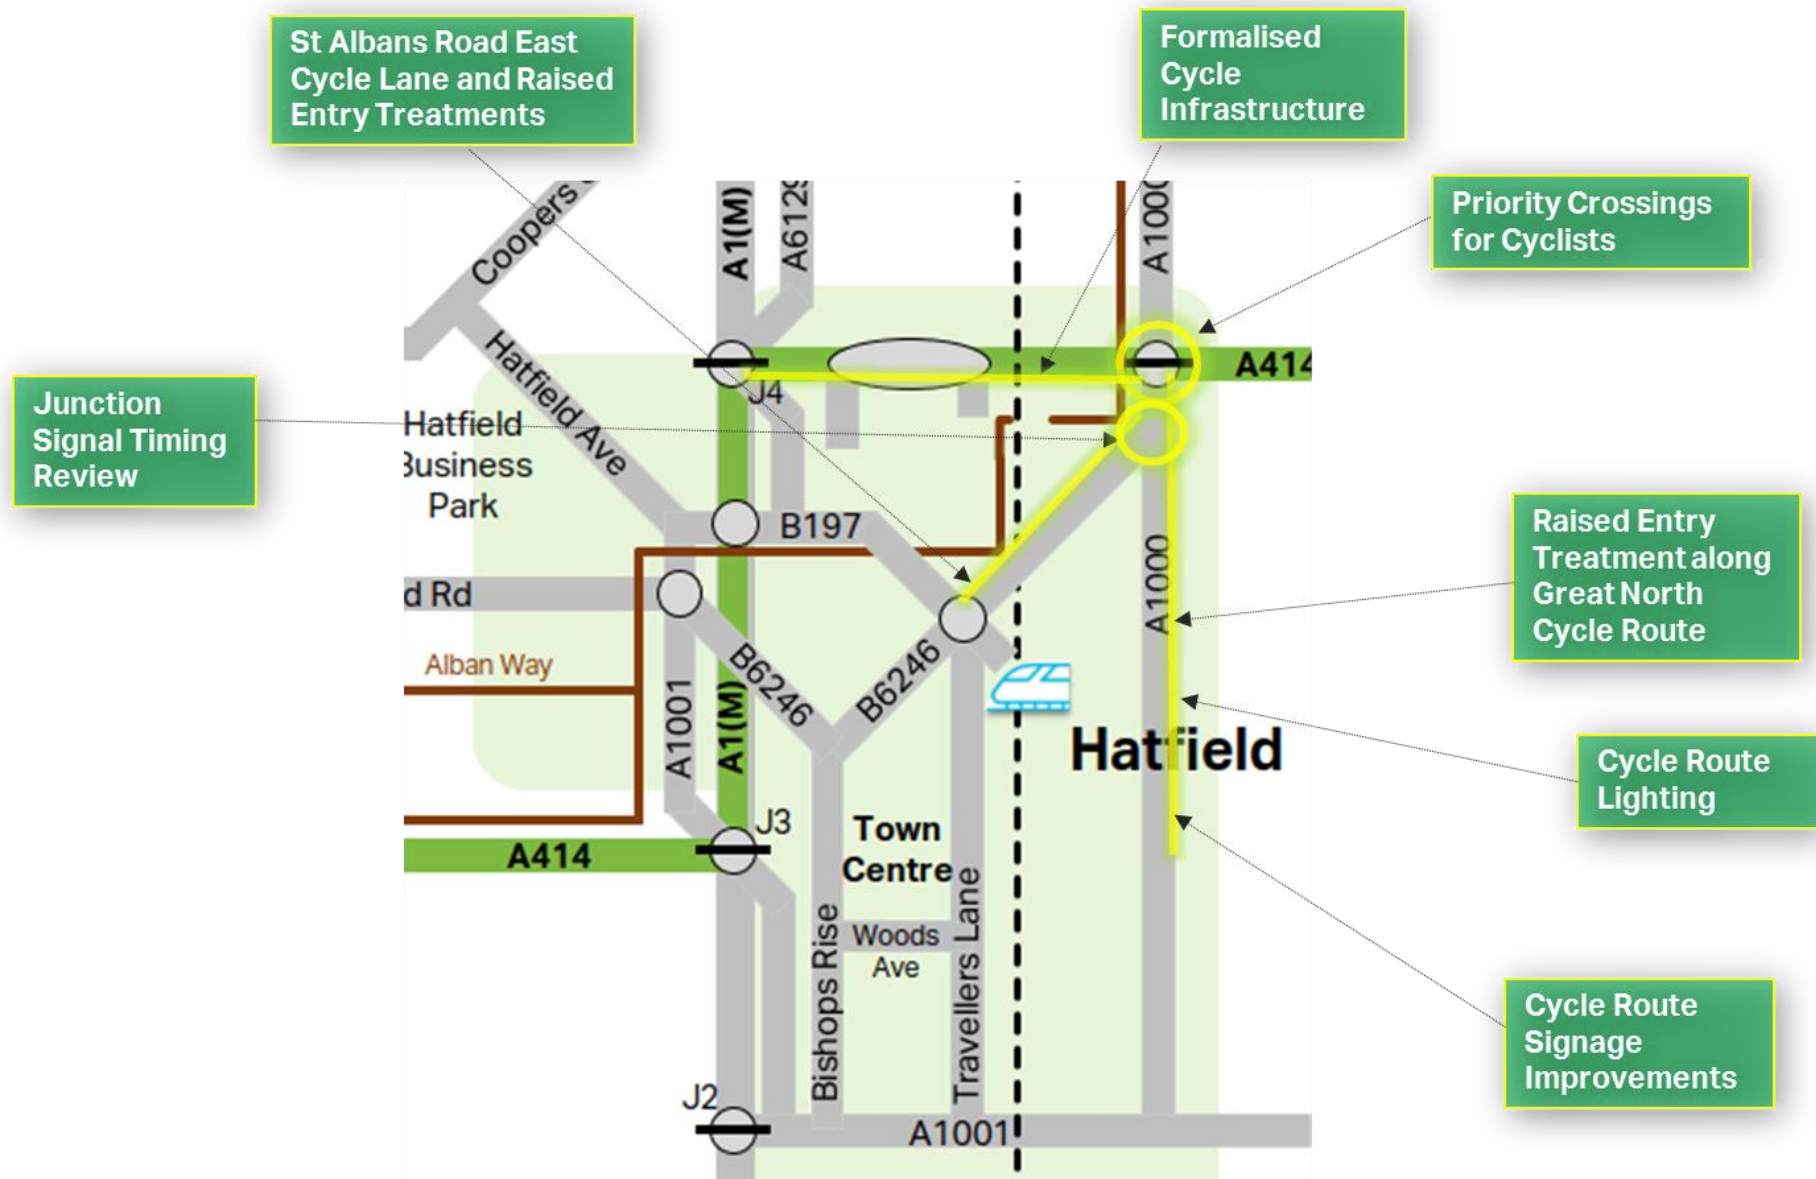 St Albans Road East
Cycle Lane and Raised
Entry Treatments
Formalised
Cycle
Infrastructure
Priority Crossings
for Cyclists
Junction
Signal Timing
Review
Raised Entry
Treatment along
Great North
Cycle Route
Cycle Route
Lighting
Cycle Route
Signage
Improvements
Coopers
A1(M)
A6129
A1000
A414
J4
Hatfield Ave
Hatfield
Business
Park
B197
d Rd
A1000
Alban Way
B6246
B6246
A1001
A1(M)
Hatfield
J3
A414
Town
Centre
Bishops Rise
Woods
Ave
Travellers Lane
J2
A1001